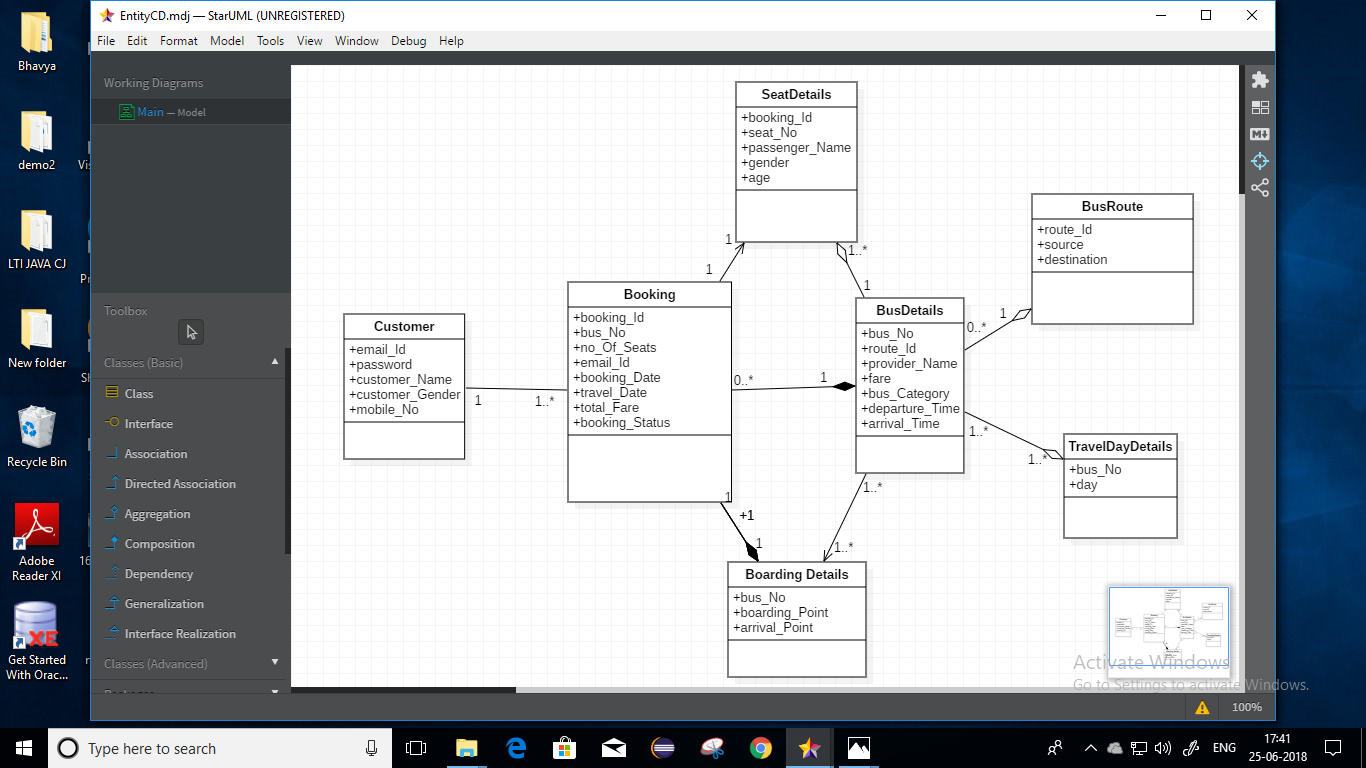 EntityCD.mdj — StarUML (UNREGISTERED)
File Edit Format Model Tools View Window Debug Help
Bhavya
demo2
LTI JAVA CJ
New folder
Recycle Bin
Adobe
Reader XI
Get Started
With Orac...
Vis
Pr
Sh
16
Working Diagrams
Main — Model
Toolbox
Classes (Basic)
Class
Interface
Association
Directed Association
Aggregation
Composition
Dependency
Generalization
Interface Realization
Classes (Advanced)
SeatDetails
+booking_Id
+seat_No
+passenger_Name
+gender
+age
1
1
1..*
1
BusRoute
+route_Id
+source
+destination
Booking
+booking_Id
+bus_No
+no_Of_Seats
+email_Id
+booking_Date
+travel_Date
+total_Fare
+booking_Status
Customer
+email_Id
+password
+customer_Name
+customer_Gender
+mobile_No
1
1..*
0..*
1
BusDetails
+bus_No
+route_Id
+provider_Name
+fare
+bus_Category
+departure_Time
+arrival_Time
0..*
1
1..*
1..*
TravelDayDetails
+bus_No
+day
1
+1
1
1..*
1..*
Boarding Details
+bus_No
+boarding_Point
+arrival_Point
Activate Windows
Go to Settings to activate Windows.
100%
Type here to search
ENG
17:41
25-06-2018